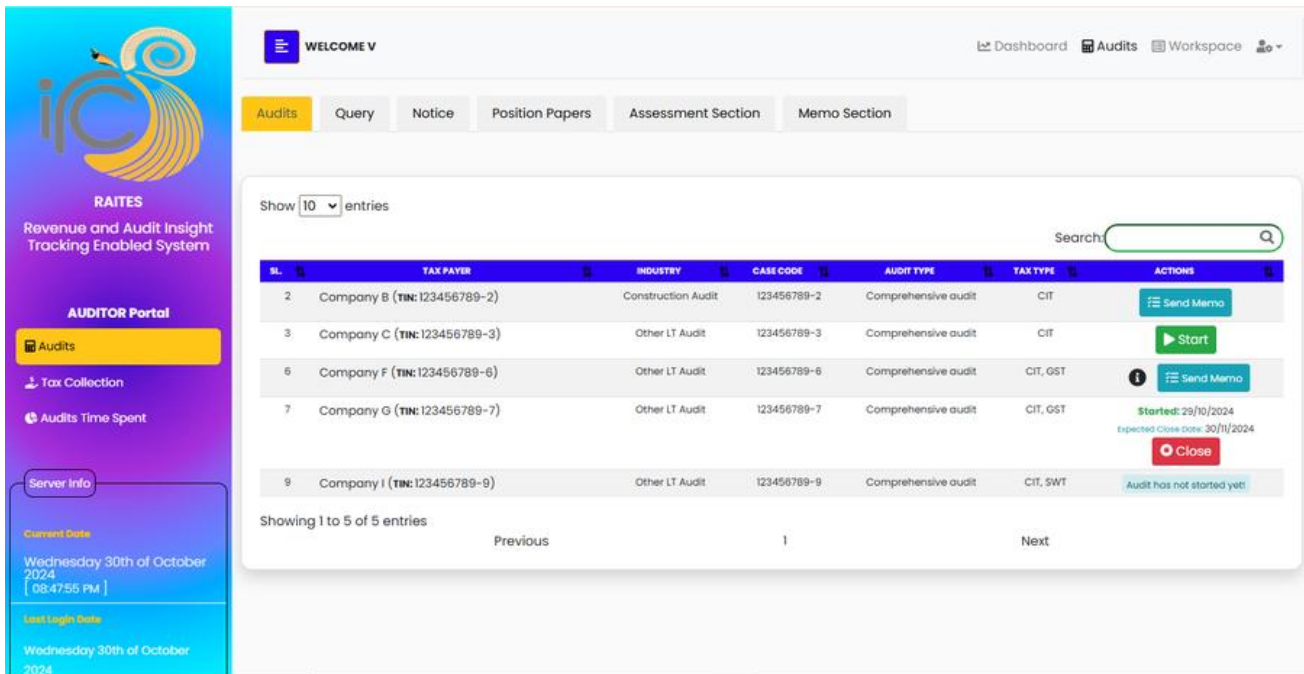 WELCOME V
Dashboard Audits Workspace
irc
RAITES
Revenue and Audit Insight
Tracking Enabled System
AUDITOR Portal
Audits
Tax Collection
Audits Time Spent
Server Info
Current Date
Wednesday 30th of October
2024
[ 08:47:55 PM ]
Last Login Date
Wednesday 30th of October
2024
Audits Query Notice Position Papers Assessment Section Memo Section
Show 10 entries
Search:
SL. TAX PAYER INDUSTRY CASE CODE AUDIT TYPE TAX TYPE ACTIONS
2 Company B (TIN: 123456789-2) Construction Audit 123456789-2 Comprehensive audit CIT Send Memo
3 Company C (TIN: 123456789-3) Other LT Audit 123456789-3 Comprehensive audit CIT Start
6 Company F (TIN: 123456789-6) Other LT Audit 123456789-6 Comprehensive audit CIT, GST Send Memo
7 Company G (TIN: 123456789-7) Other LT Audit 123456789-7 Comprehensive audit CIT, GST Started: 29/10/2024
Expected Close Date: 30/11/2024
Close
9 Company I (TIN: 123456789-9) Other LT Audit 123456789-9 Comprehensive audit CIT, SWT Audit has not started yet!
Showing 1 to 5 of 5 entries
Previous 1 Next